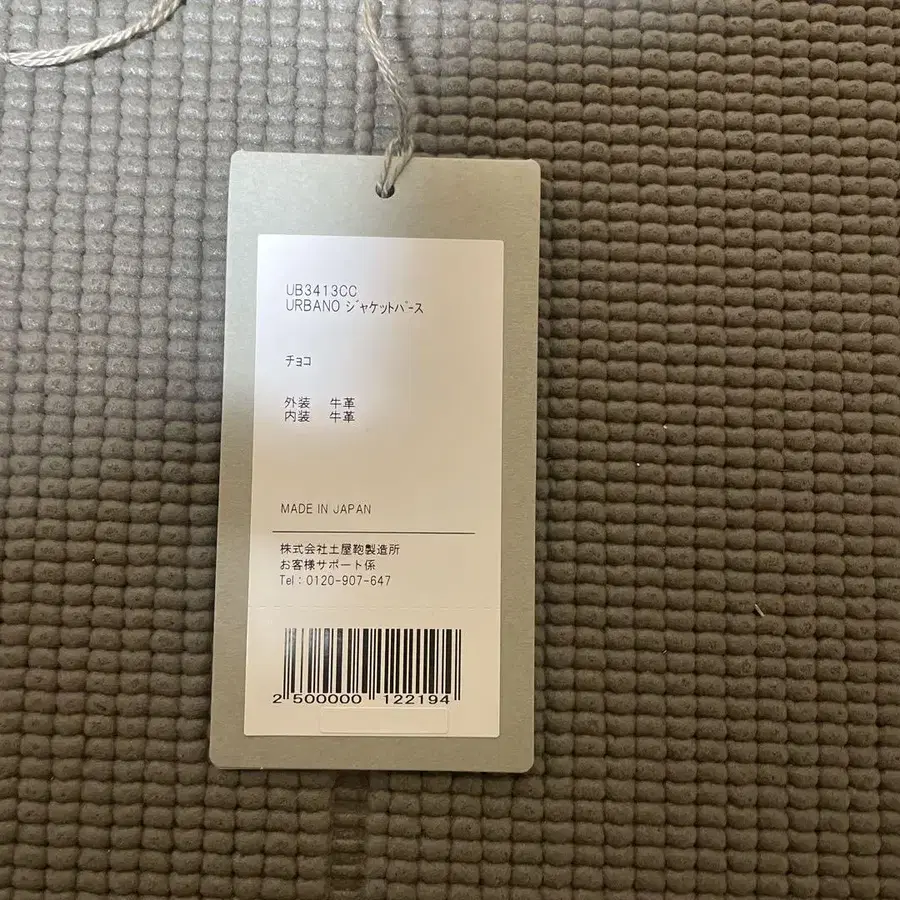 UB3413CC
URBANO ジャケットパース
チョコ
外装 牛革
内装 牛革
MADE IN JAPAN
株式会社土屋鞄製造所
お客様サポート係
Tel：0120-907-647
2 500000 122194